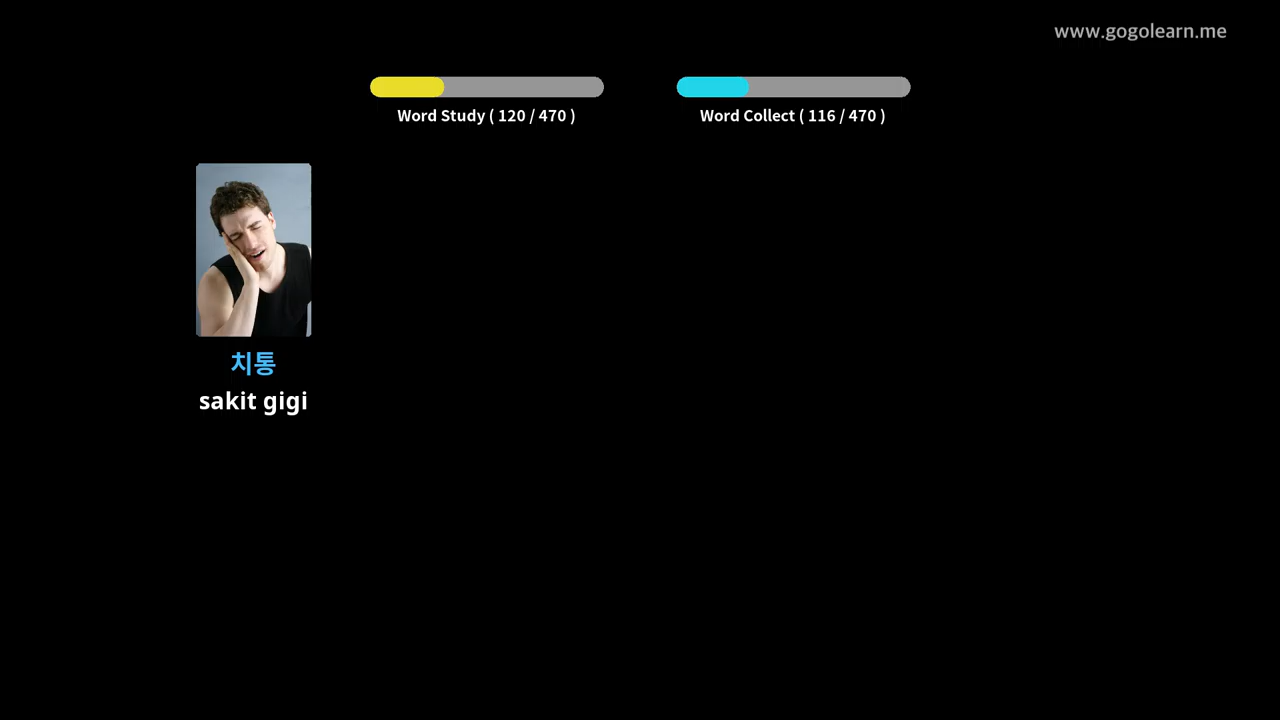 www.gogolearn.me
Word Study ( 120 / 470 )
Word Collect ( 116 / 470 )
치통
sakit gigi